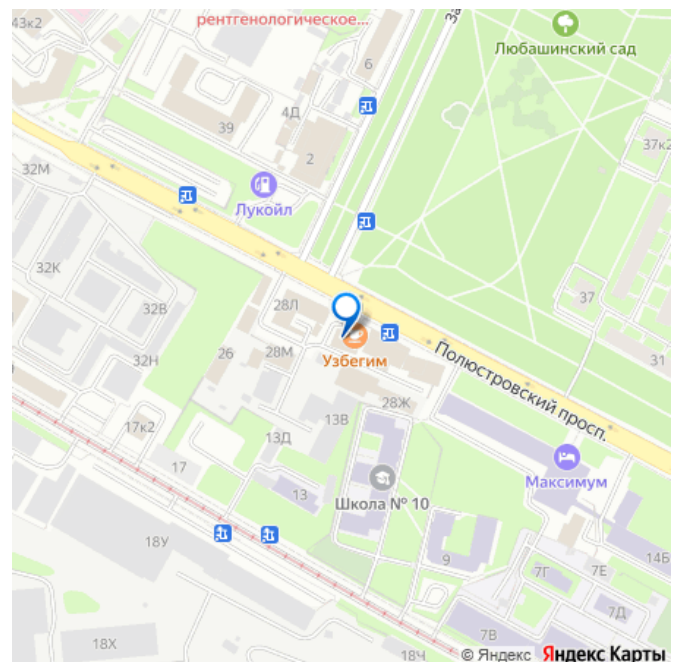 43к2
рентгенологическое...
За
Любашинский сад
6
4Д
39
2
37к2
32М
Лукойл
32К
32В
28Л
37
26
28М
Узбегим
31
Полюстровский просп.
32Н
28Ж
17к2
13В
13Д
17
13
Максимум
Школа № 10
18У
9
7Г
7Е
14Б
7Д
7В
18Х
18Ч
© Яндекс Яндекс Карты